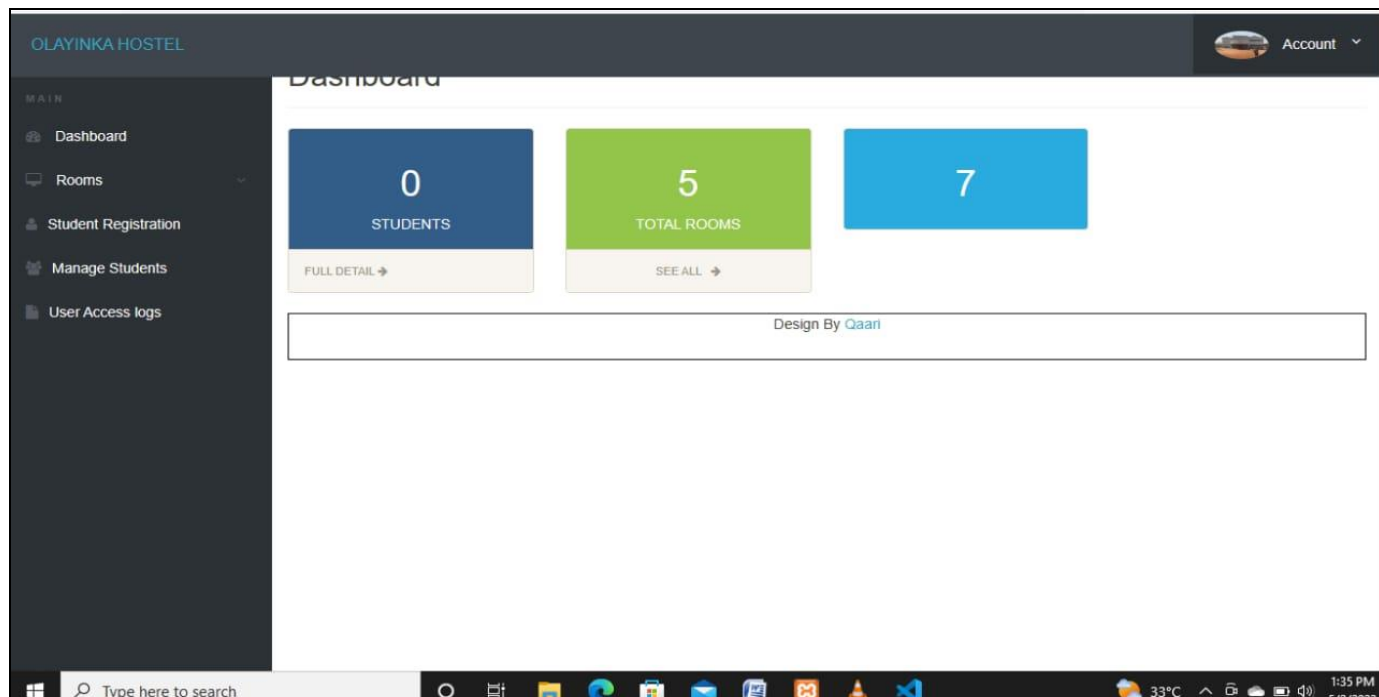 OLAYINKA HOSTEL
Account
Dashboard
MAIN
Dashboard
Rooms
Student Registration
Manage Students
User Access logs
0
STUDENTS
FULL DETAIL →
5
TOTAL ROOMS
SEE ALL →
7
Design By Qaari
Type here to search
33°C
1:35 PM